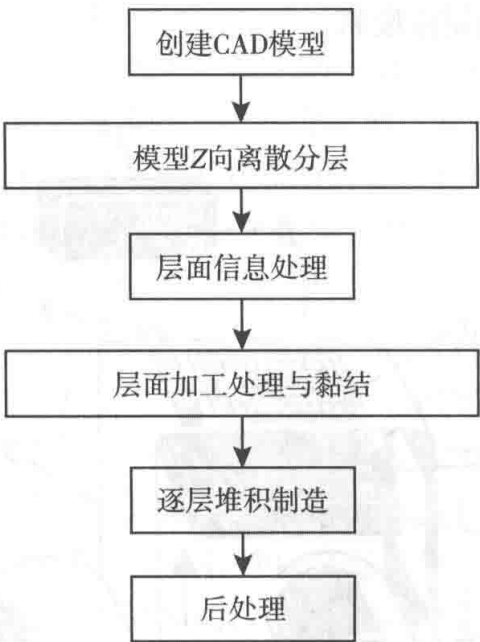 创建CAD模型
模型Z向离散分层
层面信息处理
层面加工处理与黏结
逐层堆积制造
后处理